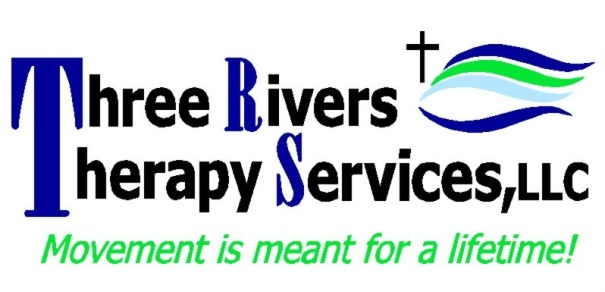 Three Rivers
Therapy Services, LLC
Movement is meant for a lifetime!